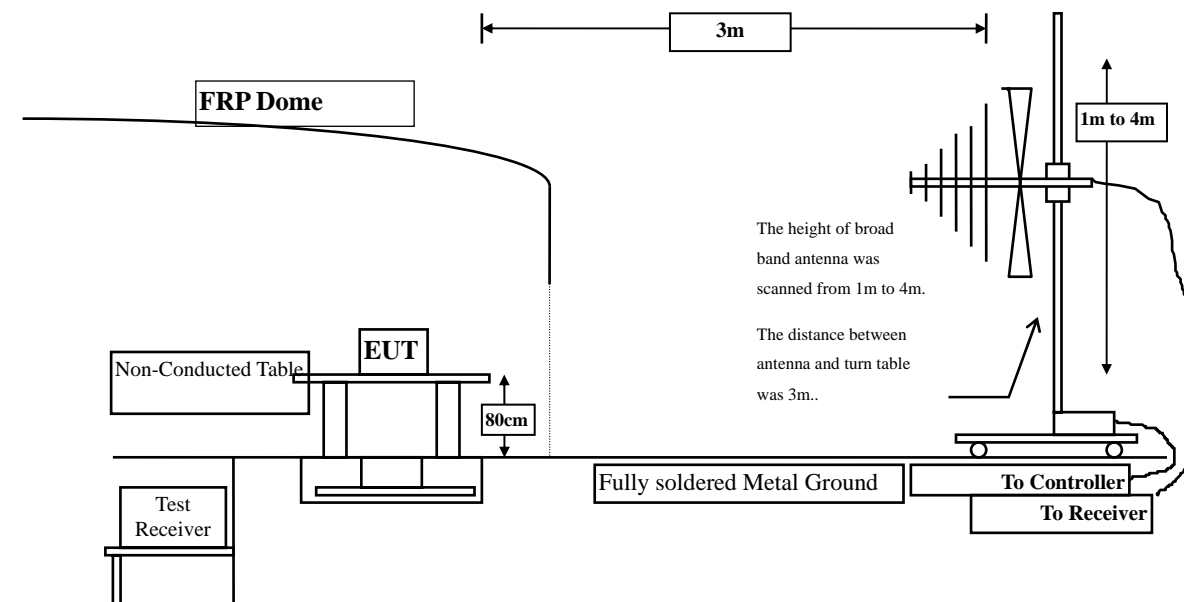 3m
FRP Dome
1m to 4m
The height of broad
band antenna was
scanned from 1m to 4m.
The distance between
antenna and turn table
was 3m..
EUT
Non-Conducted Table
80cm
Fully soldered Metal Ground
To Controller
To Receiver
Test
Receiver